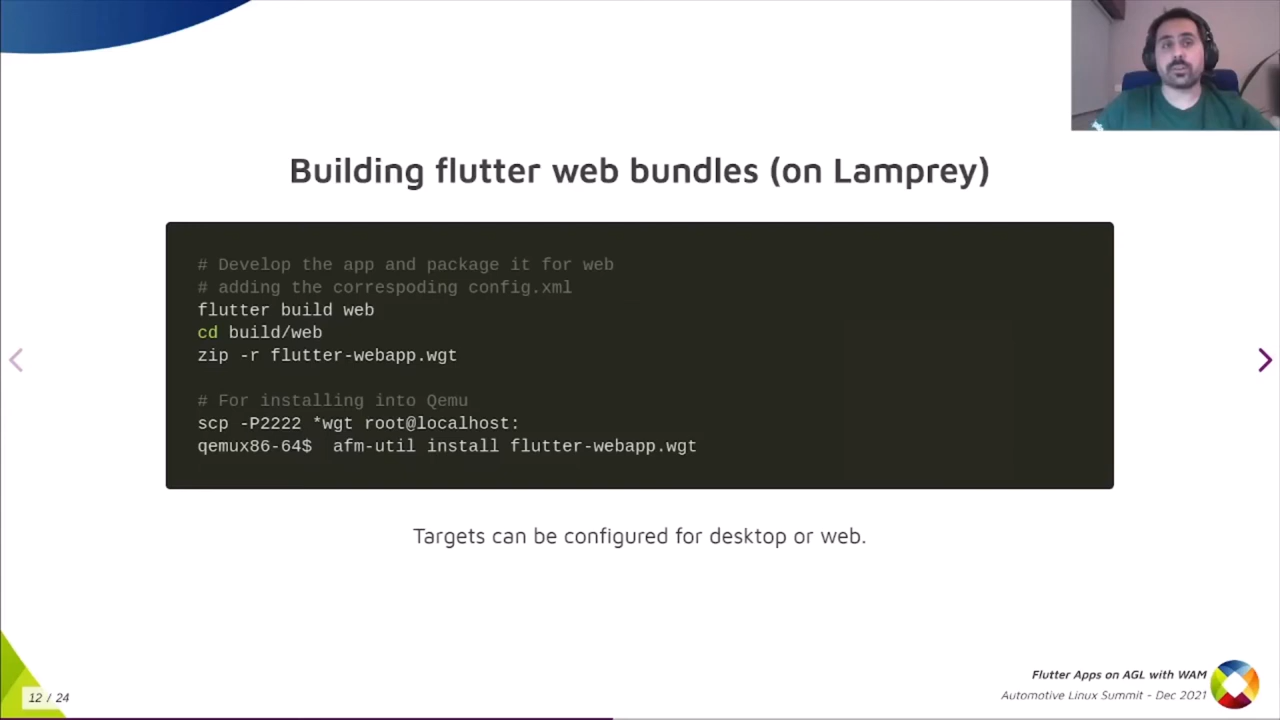 Building flutter web bundles (on Lamprey)
# Develop the app and package it for web
# adding the correspoding config.xml
flutter build web
cd build/web
zip -r flutter-webapp.wgt
# For installing into Qemu
scp -P2222 *wgt root@localhost:
qemux86-64$  afm-util install flutter-webapp.wgt
Targets can be configured for desktop or web.
12 / 24
Flutter Apps on AGL with WAM
Automotive Linux Summit - Dec 2021